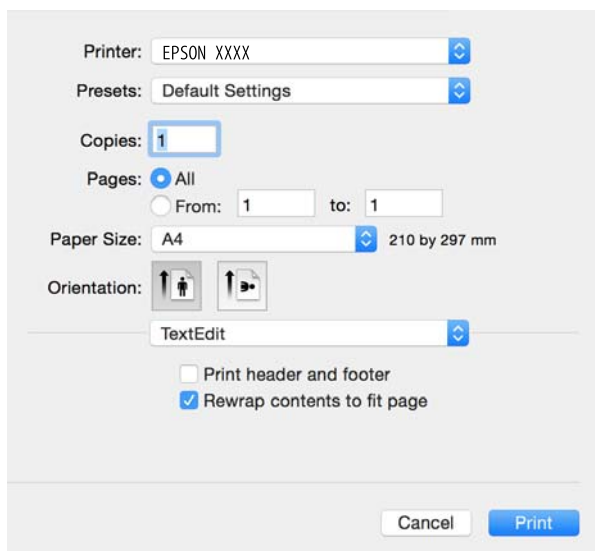 Printer: EPSON XXXX
Presets: Default Settings
Copies: 1
Pages: All
From: 1 to: 1
Paper Size: A4 210 by 297 mm
Orientation:
TextEdit
Print header and footer
Rewrap contents to fit page
Cancel Print